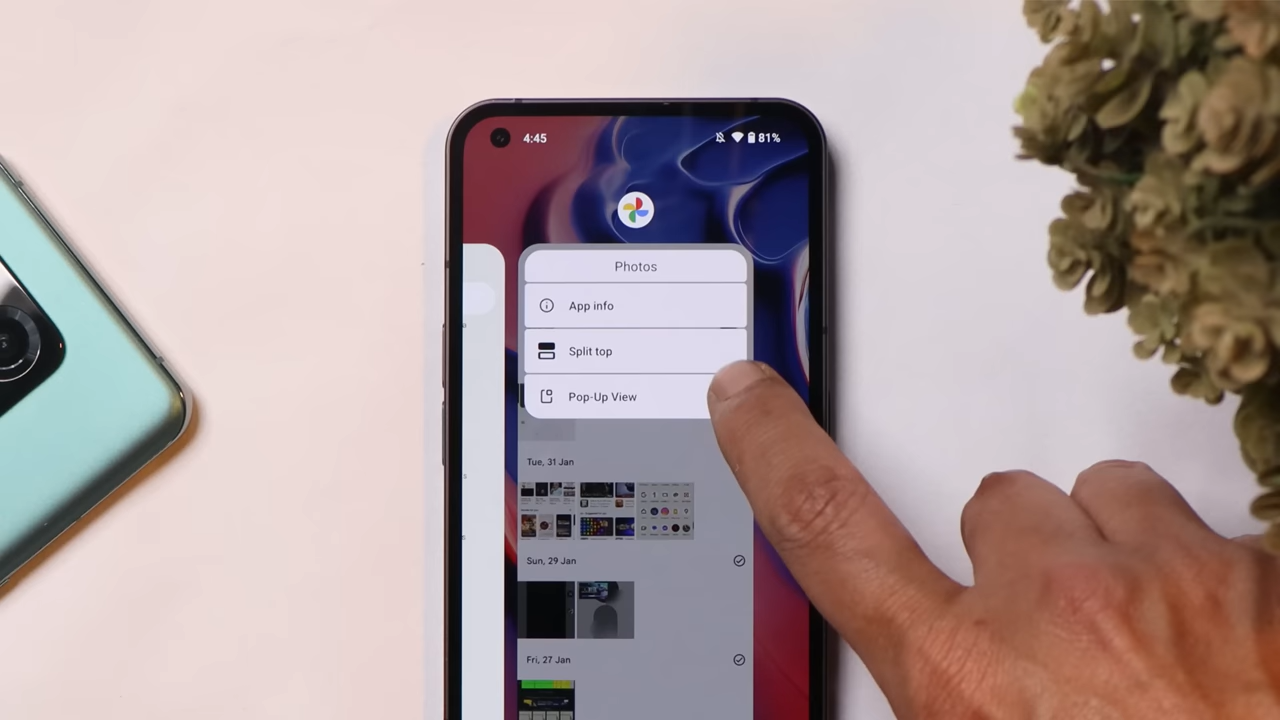 4:45
81%
Photos
App info
Split top
Pop-Up View
Tue, 31 Jan
Sun, 29 Jan
Fri, 27 Jan